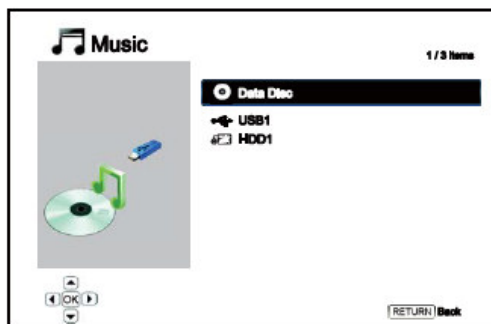 Music
1 / 3 Items
Data Disc
USB1
HDD1
OK
RETURN Back